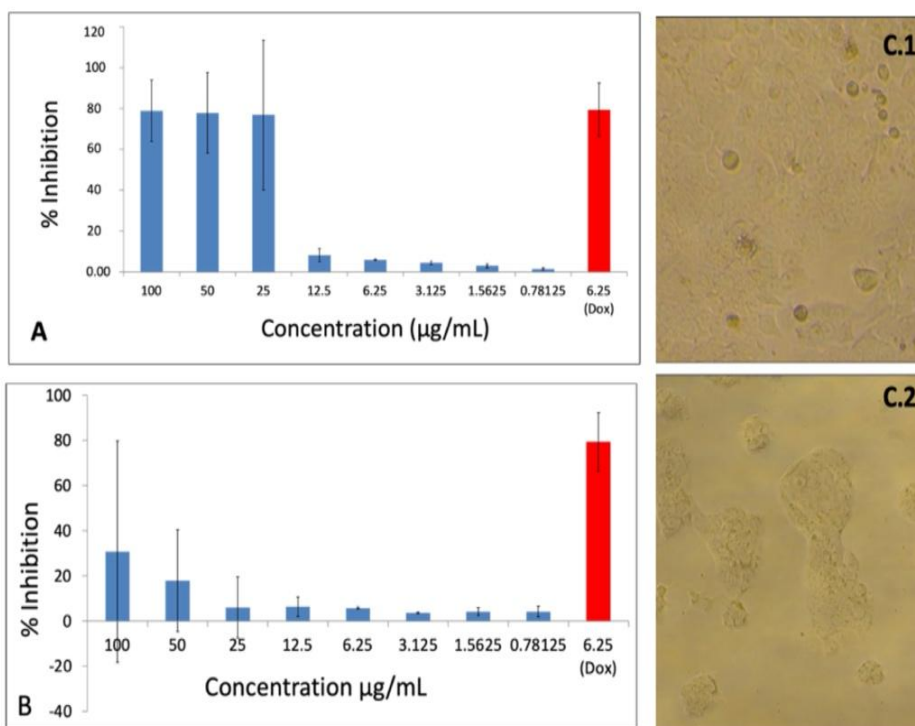 120
100
80
60
40
20
0.00
% Inhibition
100 50 25 12.5 6.25 3.125 1.5625 0.78125 6.25
(Dox)
Concentration (µg/mL)
A
C.1
100
80
60
40
20
0
-20
-40
% Inhibition
100 50 25 12.5 6.25 3.125 1.5625 0.78125 6.25
(Dox)
Concentration µg/mL
B
C.2